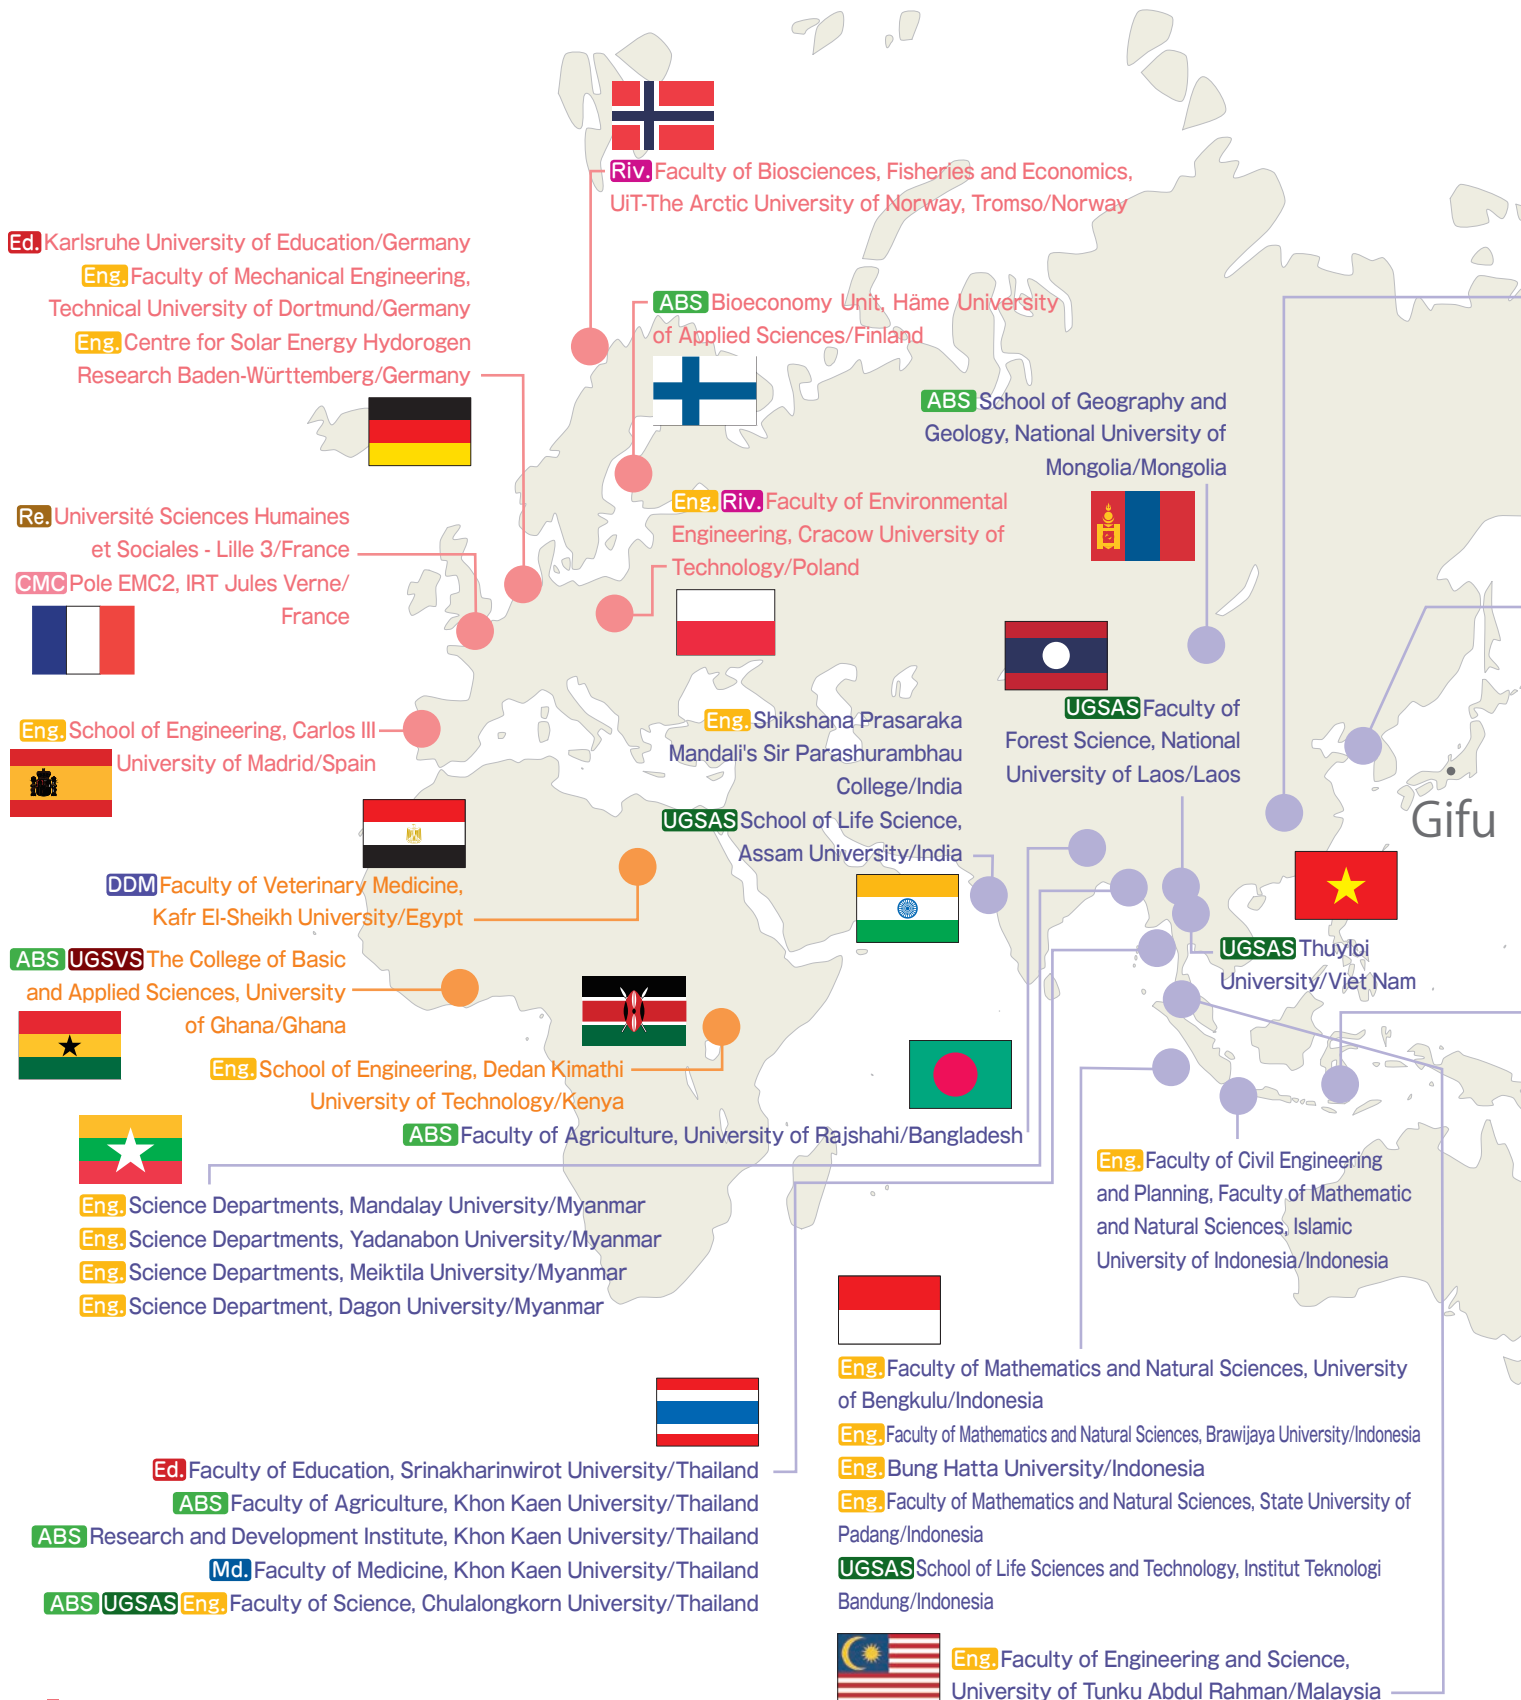 Riv. Faculty of Biosciences, Fisheries and Economics,
UiT-The Arctic University of Norway, Tromso/Norway
Ed. Karlsruhe University of Education/Germany
Eng. Faculty of Mechanical Engineering,
Technical University of Dortmund/Germany
Eng. Centre for Solar Energy Hydorogen
Research Baden-Württemberg/Germany
ABS Bioeconomy Unit, Häme University
of Applied Sciences/Finland
ABS School of Geography and
Geology, National University of
Mongolia/Mongolia
Re. Université Sciences Humaines
et Sociales - Lille 3/France
CMC Pole EMC2, IRT Jules Verne/
France
Eng. Riv. Faculty of Environmental
Engineering, Cracow University of
Technology/Poland
Eng. School of Engineering, Carlos III
University of Madrid/Spain
Eng. Shikshana Prasaraka
Mandali's Sir Parashurambhau
College/India
UGSAS School of Life Science,
Assam University/India
UGSAS Faculty of
Forest Science, National
University of Laos/Laos
Gifu
DDM Faculty of Veterinary Medicine,
Kafr El-Sheikh University/Egypt
ABS UGSVS The College of Basic
and Applied Sciences, University
of Ghana/Ghana
UGSAS Thuyloi
University/Viet Nam
Eng. School of Engineering, Dedan Kimathi
University of Technology/Kenya
ABS Faculty of Agriculture, University of Rajshahi/Bangladesh
Eng. Science Departments, Mandalay University/Myanmar
Eng. Science Departments, Yadanabon University/Myanmar
Eng. Science Departments, Meiktila University/Myanmar
Eng. Science Department, Dagon University/Myanmar
Eng. Faculty of Civil Engineering
and Planning, Faculty of Mathematic
and Natural Sciences, Islamic
University of Indonesia/Indonesia
Eng. Faculty of Mathematics and Natural Sciences, University
of Bengkulu/Indonesia
Eng. Faculty of Mathematics and Natural Sciences, Brawijaya University/Indonesia
Eng. Bung Hatta University/Indonesia
Eng. Faculty of Mathematics and Natural Sciences, State University of
Padang/Indonesia
UGSAS School of Life Sciences and Technology, Institut Teknologi
Bandung/Indonesia
Ed. Faculty of Education, Srinakharinwirot University/Thailand
ABS Faculty of Agriculture, Khon Kaen University/Thailand
ABS Research and Development Institute, Khon Kaen University/Thailand
Md. Faculty of Medicine, Khon Kaen University/Thailand
ABS UGSAS Eng. Faculty of Science, Chulalongkorn University/Thailand
Eng. Faculty of Engineering and Science,
University of Tunku Abdul Rahman/Malaysia